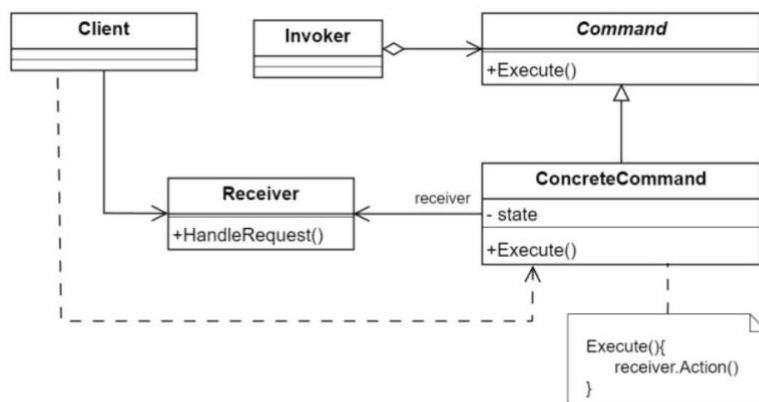 Client
Invoker
Command
+Execute()
Receiver
+HandleRequest()
receiver
ConcreteCommand
- state
+Execute()
Execute(){
receiver.Action()
}